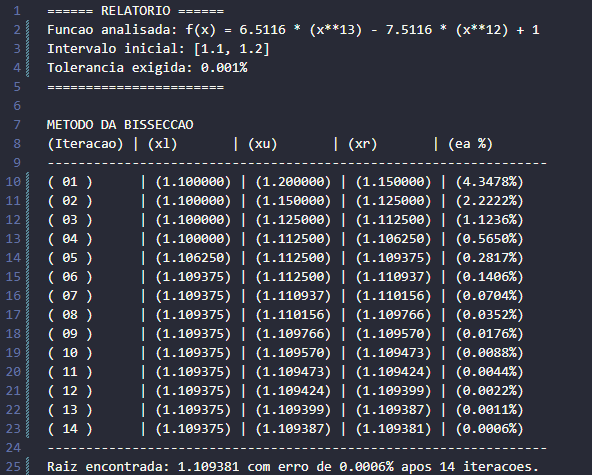 1 ====== RELATORIO ======
2 Funcao analisada: f(x) = 6.5116 * (x**13) - 7.5116 * (x**12) + 1
3 Intervalo inicial: [1.1, 1.2]
4 Tolerancia exigida: 0.001%
5 =======================
6
7 METODO DA BISSECCAO
8 (Iteracao) | (xl) | (xu) | (xr) | (ea %)
9 -----------------------------------------------------------------
10 ( 01 ) | (1.100000) | (1.200000) | (1.150000) | (4.3478%)
11 ( 02 ) | (1.100000) | (1.150000) | (1.125000) | (2.2222%)
12 ( 03 ) | (1.100000) | (1.125000) | (1.112500) | (1.1236%)
13 ( 04 ) | (1.100000) | (1.112500) | (1.106250) | (0.5650%)
14 ( 05 ) | (1.106250) | (1.112500) | (1.109375) | (0.2817%)
15 ( 06 ) | (1.109375) | (1.112500) | (1.110937) | (0.1406%)
16 ( 07 ) | (1.109375) | (1.110937) | (1.110156) | (0.0704%)
17 ( 08 ) | (1.109375) | (1.110156) | (1.109766) | (0.0352%)
18 ( 09 ) | (1.109375) | (1.109766) | (1.109570) | (0.0176%)
19 ( 10 ) | (1.109375) | (1.109570) | (1.109473) | (0.0088%)
20 ( 11 ) | (1.109375) | (1.109473) | (1.109424) | (0.0044%)
21 ( 12 ) | (1.109375) | (1.109424) | (1.109399) | (0.0022%)
22 ( 13 ) | (1.109375) | (1.109399) | (1.109387) | (0.0011%)
23 ( 14 ) | (1.109375) | (1.109387) | (1.109381) | (0.0006%)
24 -----------------------------------------------------------------
25 Raiz encontrada: 1.109381 com erro de 0.0006% apos 14 iteracoes.